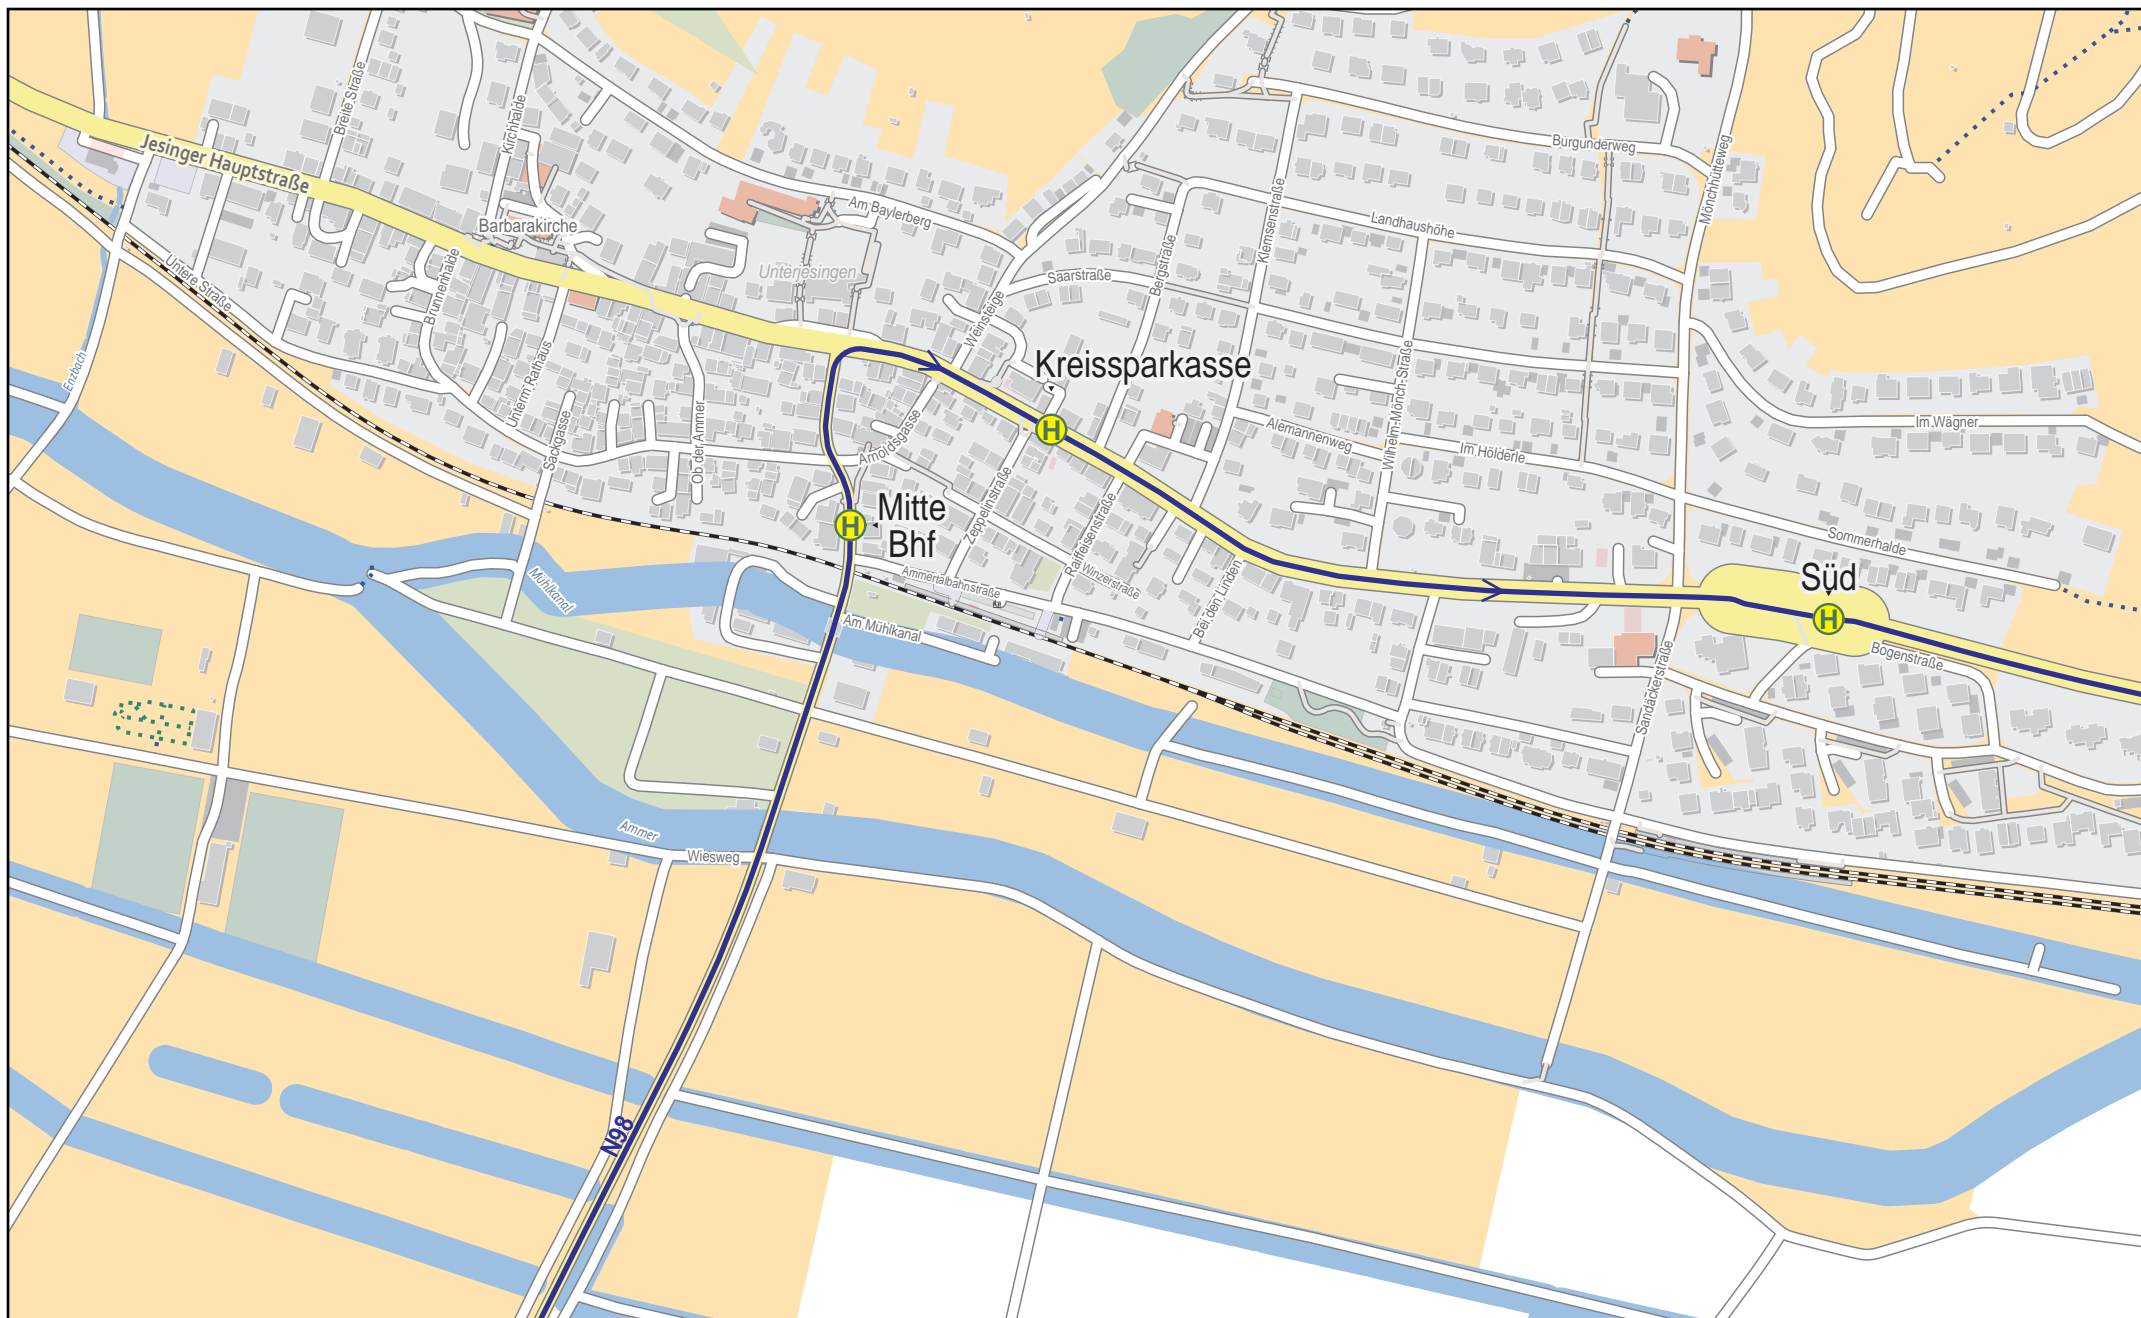 Breite Straße
Kirchhalde
Jesinger Hauptstraße
Barbarakirche
Am Baylerberg
Burgunderweg
Mönchhütteweg
Landhaushöhe
Klemsenstraße
Bergstraße
Saarstraße
Unterjesingen
Untere Straße
Brunnenhalde
Weinsteige
Enzbach
Unterm Rathaus
Sackgasse
Ob der Ammer
Arnoldsgasse
Kreissparkasse
H
Wilhelm-Mönch-Straße
Alemannenweg
Im Hölderle
Im Wägner
Mitte
Bhf
H
Zeppelinstraße
Raiffeisenstraße
Winzerstraße
Ammertalbahnstraße
Bei den Linden
Sommerhalde
Süd
H
Bogenstraße
Sandäckerstraße
Mühlkanal
Am Mühlkanal
Ammer
Wiesweg
N98